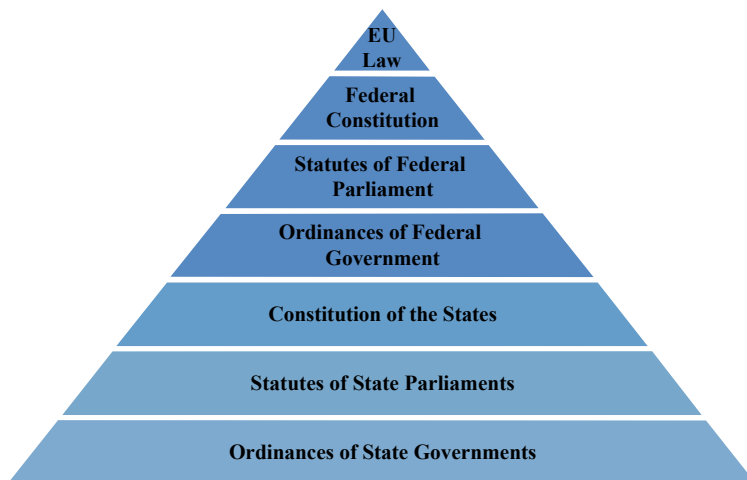 EU
Law
Federal
Constitution
Statutes of Federal
Parliament
Ordinances of Federal
Government
Constitution of the States
Statutes of State Parliaments
Ordinances of State Governments